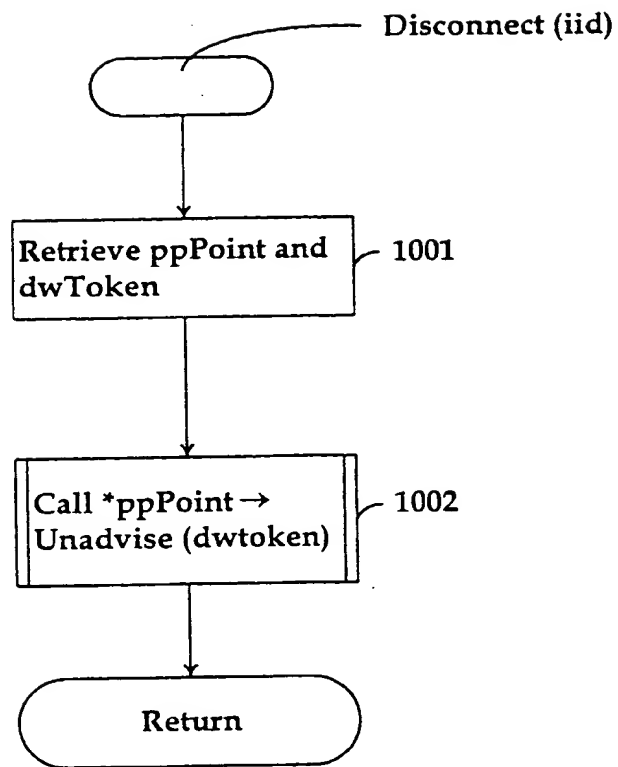 Disconnect (iid)
Retrieve ppPoint and
dwToken
1001
Call *ppPoint →
Unadvise (dwtoken)
1002
Return